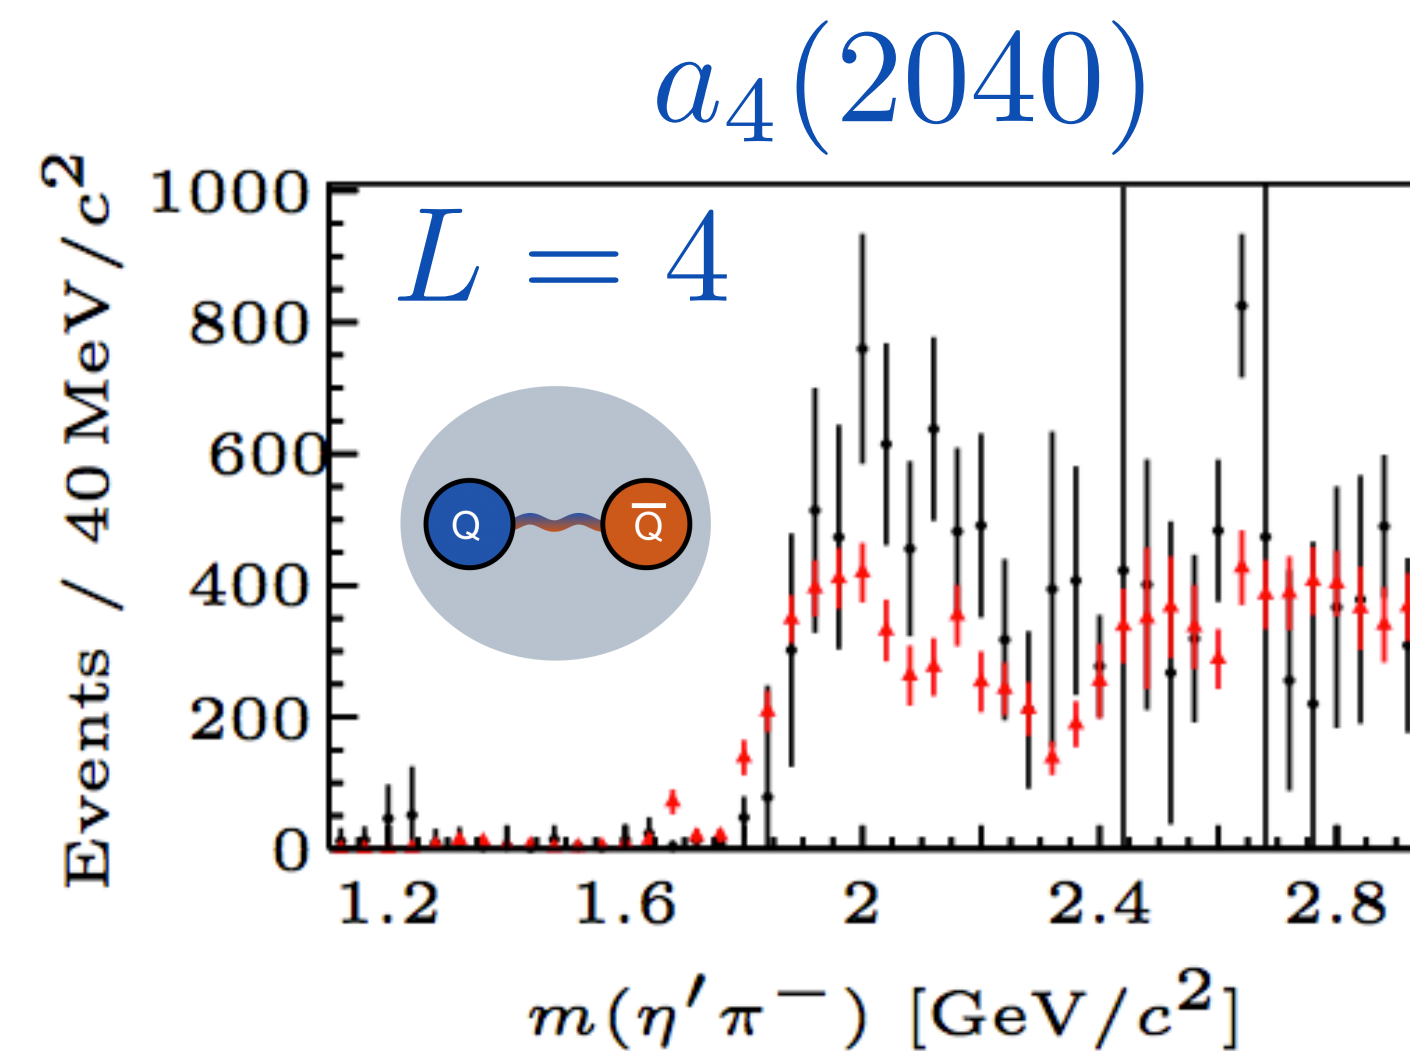 a₄(2040)
L = 4
Events / 40 MeV/c²
1000
800
600
400
200
0
Q Q̅
1.2 1.6 2 2.4 2.8
m(η′π⁻) [GeV/c²]